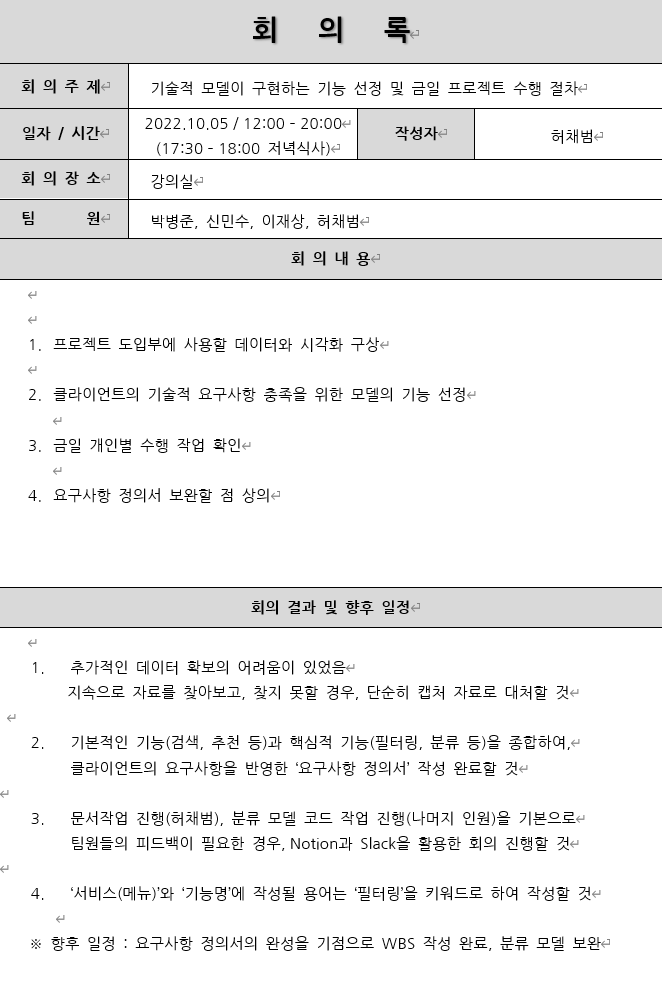 회 의 록
회 의 주 제
기술적 모델이 구현하는 기능 선정 및 금일 프로젝트 수행 절차
일자 / 시간
2022.10.05 / 12:00 - 20:00
(17:30 - 18:00 저녁식사)
작성자
허채범
회 의 장 소
강의실
팀 원
박병준, 신민수, 이재상, 허채범
회 의 내 용
1. 프로젝트 도입부에 사용할 데이터와 시각화 구상
2. 클라이언트의 기술적 요구사항 충족을 위한 모델의 기능 선정
3. 금일 개인별 수행 작업 확인
4. 요구사항 정의서 보완할 점 상의
회의 결과 및 향후 일정
1. 추가적인 데이터 확보의 어려움이 있었음
지속으로 자료를 찾아보고, 찾지 못할 경우, 단순히 캡처 자료로 대처할 것
2. 기본적인 기능(검색, 추천 등)과 핵심적 기능(필터링, 분류 등)을 종합하여,
클라이언트의 요구사항을 반영한 ‘요구사항 정의서’ 작성 완료할 것
3. 문서작업 진행(허채범), 분류 모델 코드 작업 진행(나머지 인원)을 기본으로
팀원들의 피드백이 필요한 경우, Notion과 Slack을 활용한 회의 진행할 것
4. ‘서비스(메뉴)’와 ‘기능명’에 작성될 용어는 ‘필터링’을 키워드로 하여 작성할 것
※ 향후 일정 : 요구사항 정의서의 완성을 기점으로 WBS 작성 완료, 분류 모델 보완